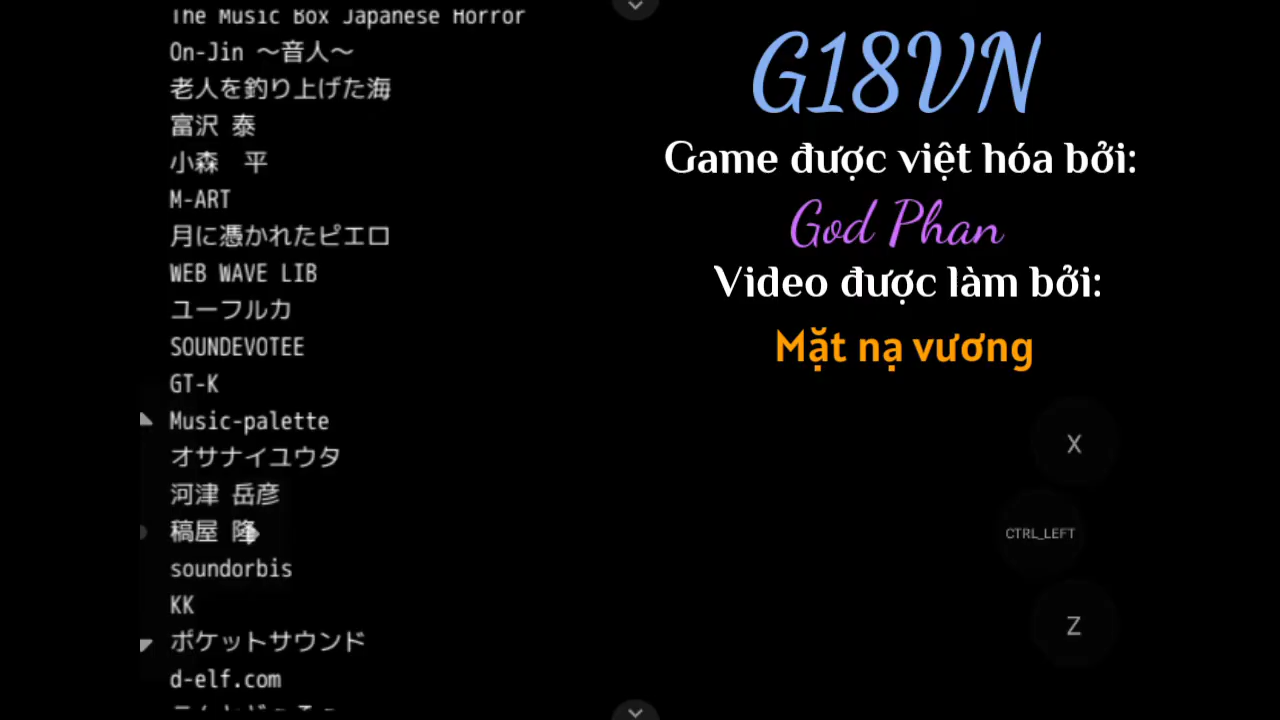 The Music Box Japanese Horror
On-Jin ～音人～
老人を釣り上げた海
富沢 泰
小森　平
M-ART
月に憑かれたピエロ
WEB WAVE LIB
ユーフルカ
SOUNDEVOTEE
GT-K
Music-palette
オサナイユウタ
河津 岳彦
稿屋 隆
soundorbis
KK
ポケットサウンド
d-elf.com
G18VN
Game được việt hóa bởi:
God Phan
Video được làm bởi:
Mặt nạ vương
X
CTRL_LEFT
Z